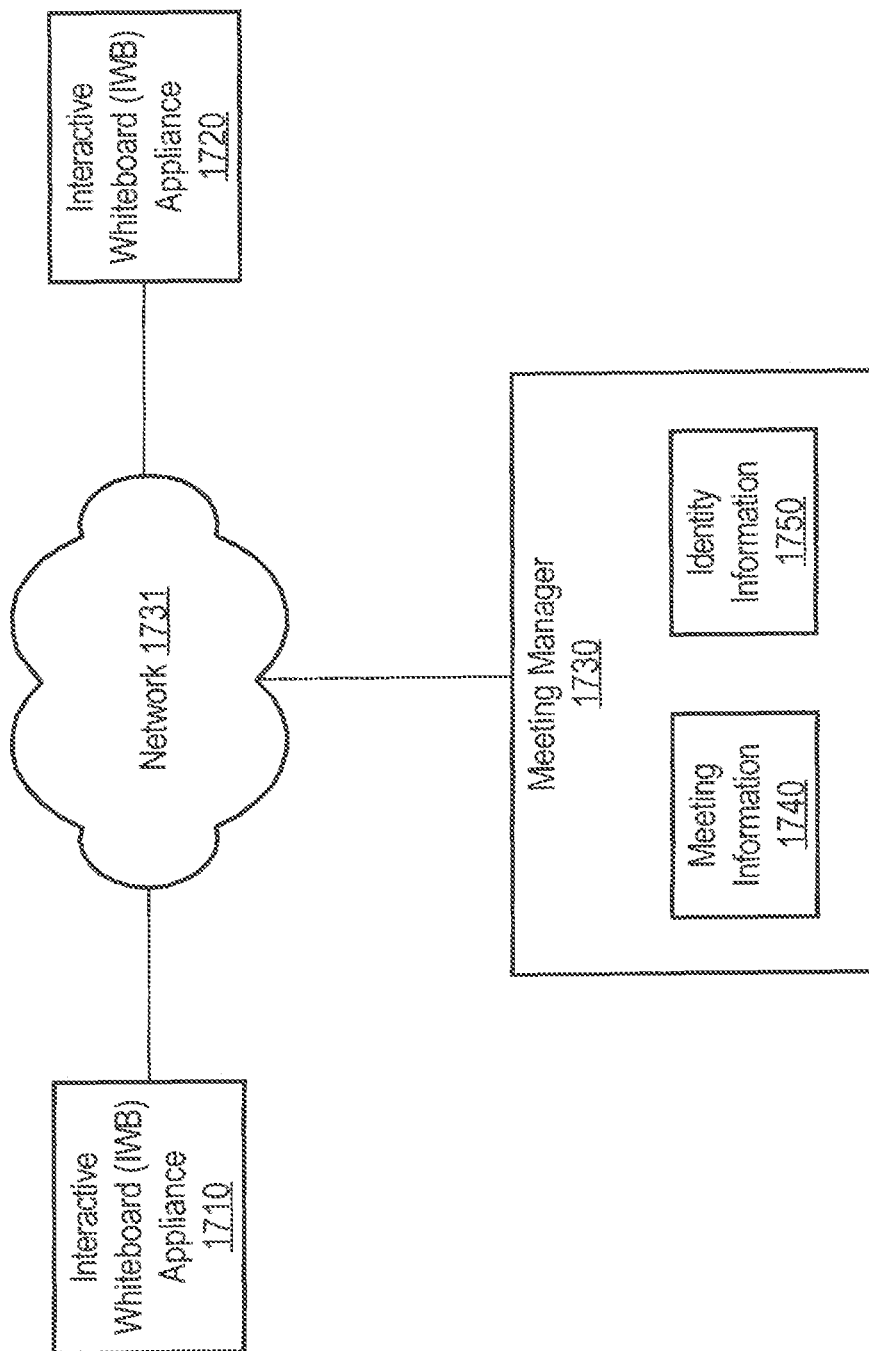 Interactive
Whiteboard (IWB)
Appliance
1710
Network 1731
Interactive
Whiteboard (IWB)
Appliance
1720
Meeting Manager
1730
Meeting
Information
1740
Identity
Information
1750